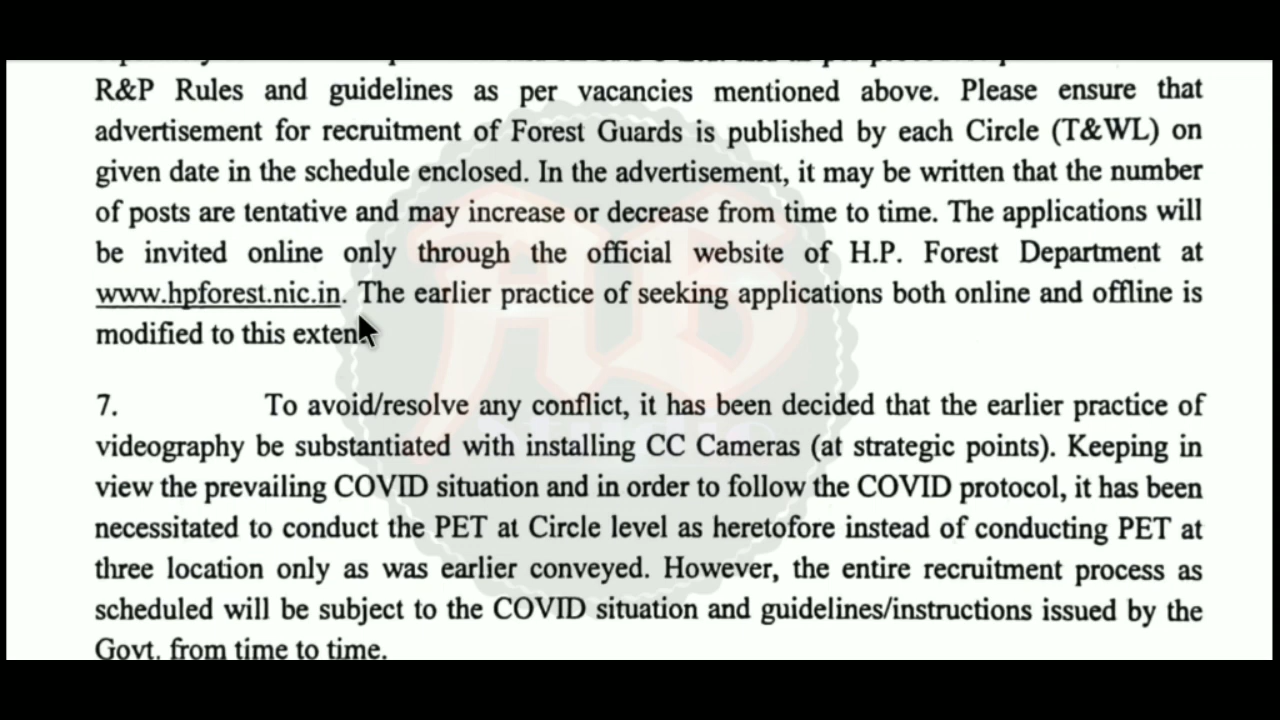 R&P Rules and guidelines as per vacancies mentioned above. Please ensure that
advertisement for recruitment of Forest Guards is published by each Circle (T&WL) on
given date in the schedule enclosed. In the advertisement, it may be written that the number
of posts are tentative and may increase or decrease from time to time. The applications will
be invited online only through the official website of H.P. Forest Department at
www.hpforest.nic.in. The earlier practice of seeking applications both online and offline is
modified to this exten
7. To avoid/resolve any conflict, it has been decided that the earlier practice of
videography be substantiated with installing CC Cameras (at strategic points). Keeping in
view the prevailing COVID situation and in order to follow the COVID protocol, it has been
necessitated to conduct the PET at Circle level as heretofore instead of conducting PET at
three location only as was earlier conveyed. However, the entire recruitment process as
scheduled will be subject to the COVID situation and guidelines/instructions issued by the
Govt. from time to time.